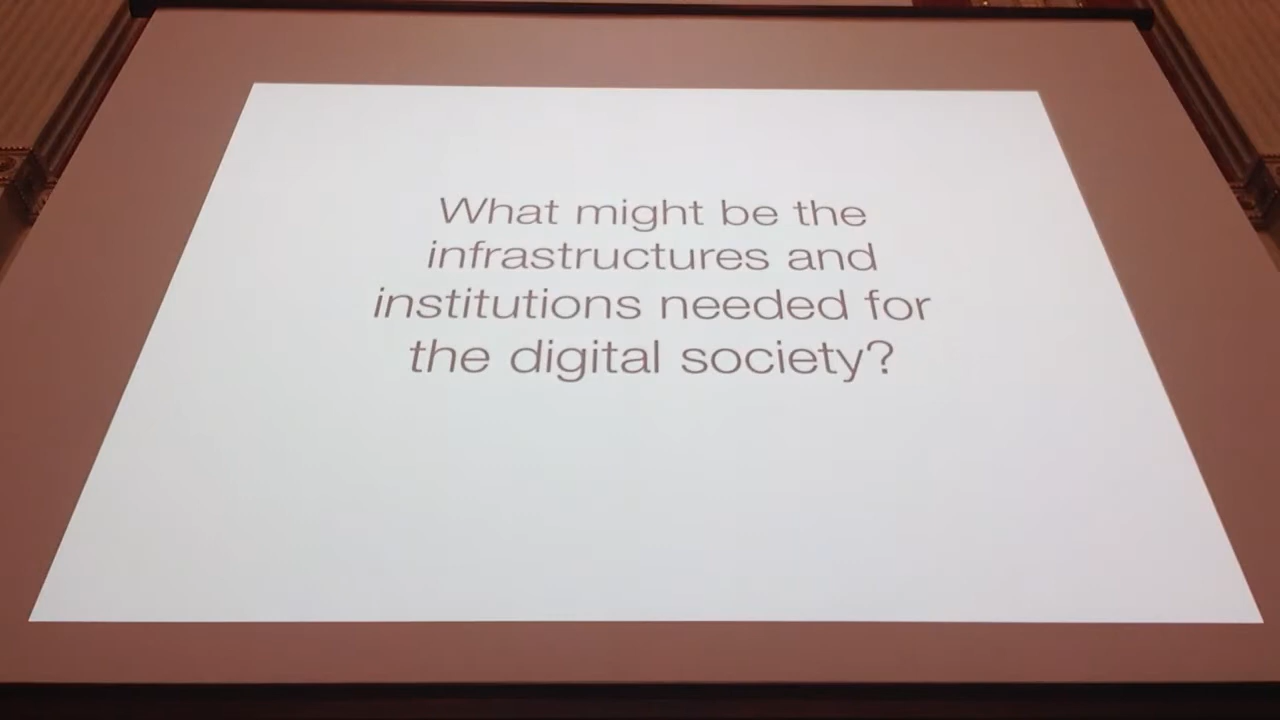 What might be the
infrastructures and
institutions needed for
the digital society?